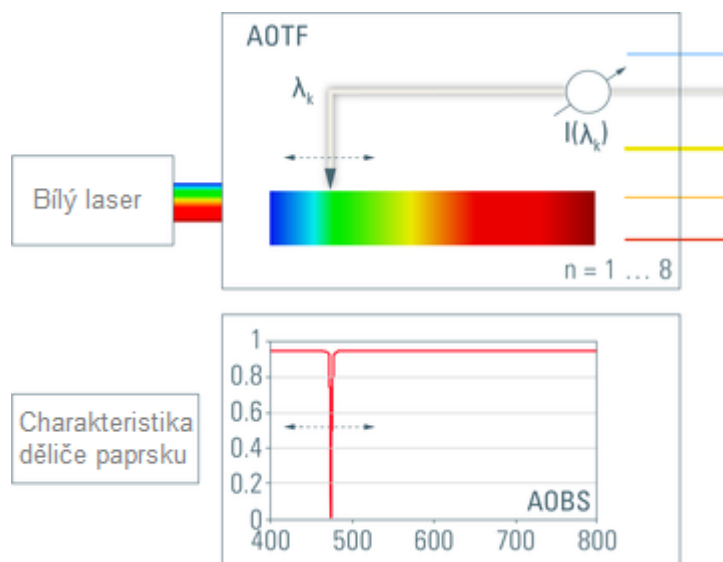 AOTF
λk
I(λk)
Bílý laser
n = 1 ... 8
1
0.8
Charakteristika
děliče paprsku
0.6
0.4
0.2
0
AOBS
400 500 600 700 800